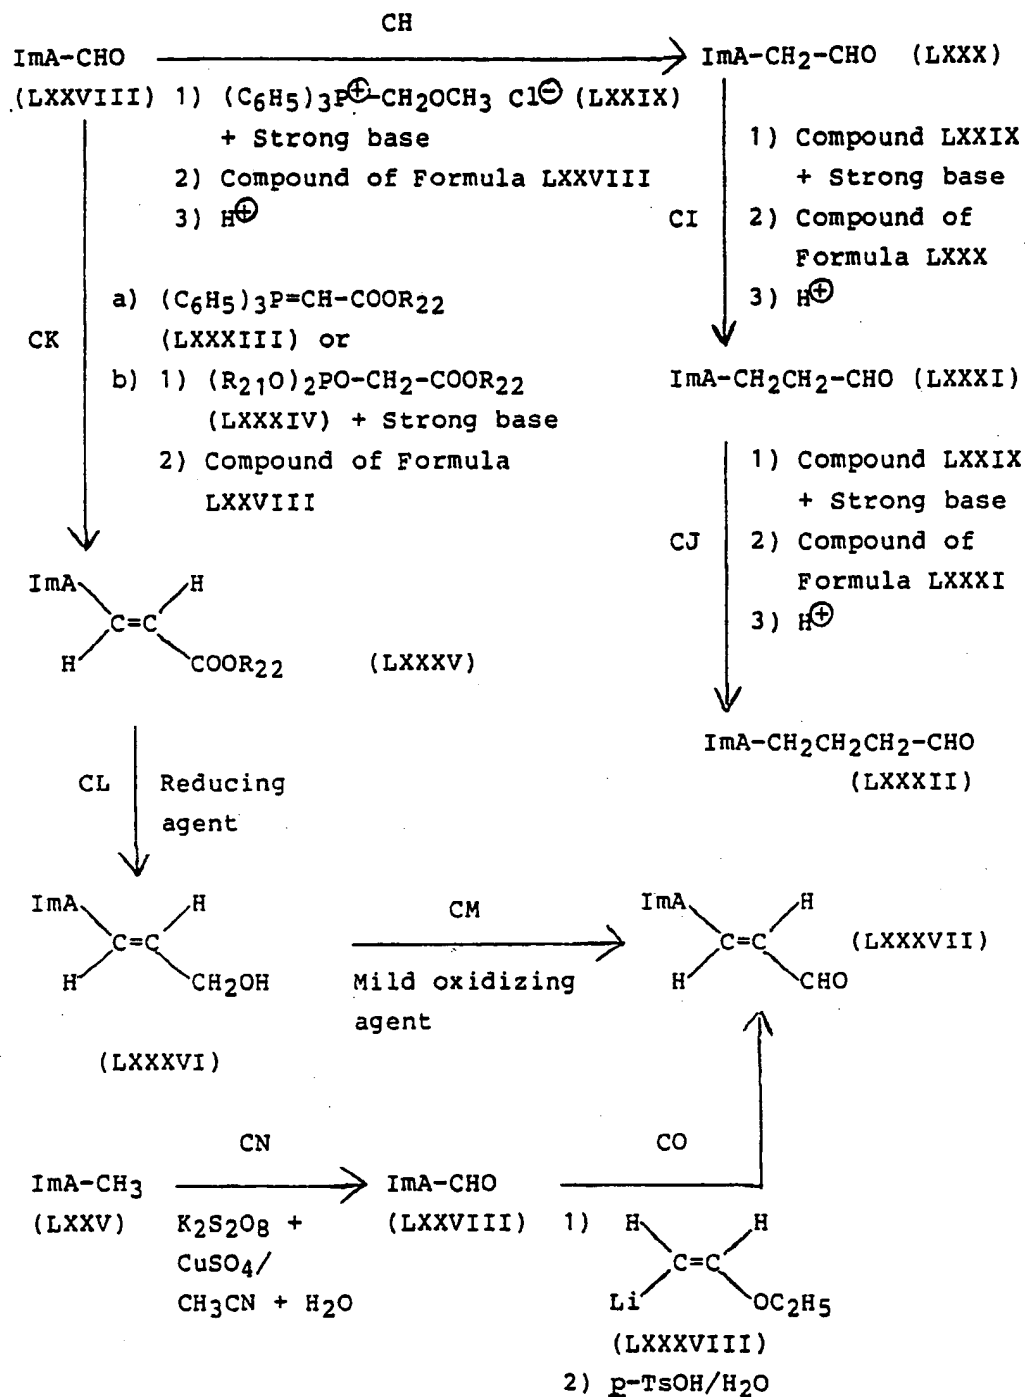 CH
ImA-CHO
ImA-CH2-CHO (LXXX)
(LXXVIII) 1) (C6H5)3P⊕-CH2OCH3 Cl⊖ (LXXIX)
+ Strong base
2) Compound of Formula LXXVIII
3) H⊕
1) Compound LXXIX
+ Strong base
CI
2) Compound of
Formula LXXX
3) H⊕
CK
a) (C6H5)3P=CH-COOR22
(LXXXIII) or
b) 1) (R21O)2PO-CH2-COOR22
(LXXXIV) + Strong base
2) Compound of Formula
LXXVIII
ImA-CH2CH2-CHO (LXXXI)
1) Compound LXXIX
+ Strong base
CJ
2) Compound of
Formula LXXXI
3) H⊕
ImA H
C=C
H COOR22 (LXXXV)
ImA-CH2CH2CH2-CHO
(LXXXII)
CL Reducing
agent
ImA H
C=C
H CH2OH
(LXXXVI)
CM
Mild oxidizing
agent
ImA H
C=C (LXXXVII)
H CHO
CN
ImA-CH3
(LXXV)
K2S2O8 +
CuSO4/
CH3CN + H2O
ImA-CHO
(LXXVIII)
CO
1) H H
C=C
Li OC2H5
(LXXXVIII)
2) p-TsOH/H2O